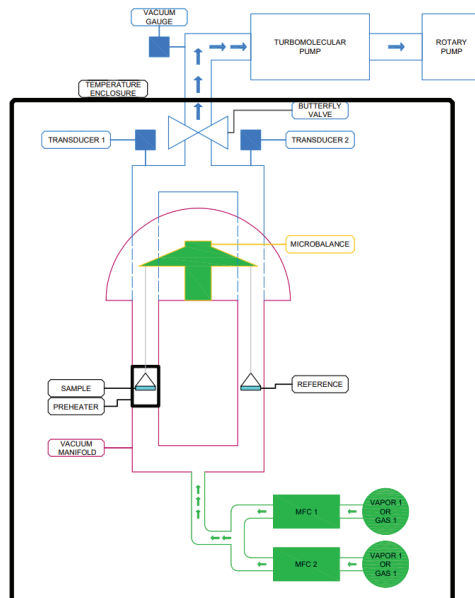 VACUUM
GAUGE
TURBOMOLECULAR
PUMP
ROTARY
PUMP
TEMPERATURE
ENCLOSURE
BUTTERFLY
VALVE
TRANSDUCER 1
TRANSDUCER 2
MICROBALANCE
SAMPLE
REFERENCE
PREHEATER
VACUUM
MANIFOLD
MFC 1
VAPOR 1
OR
GAS 1
MFC 2
VAPOR 1
OR
GAS 1